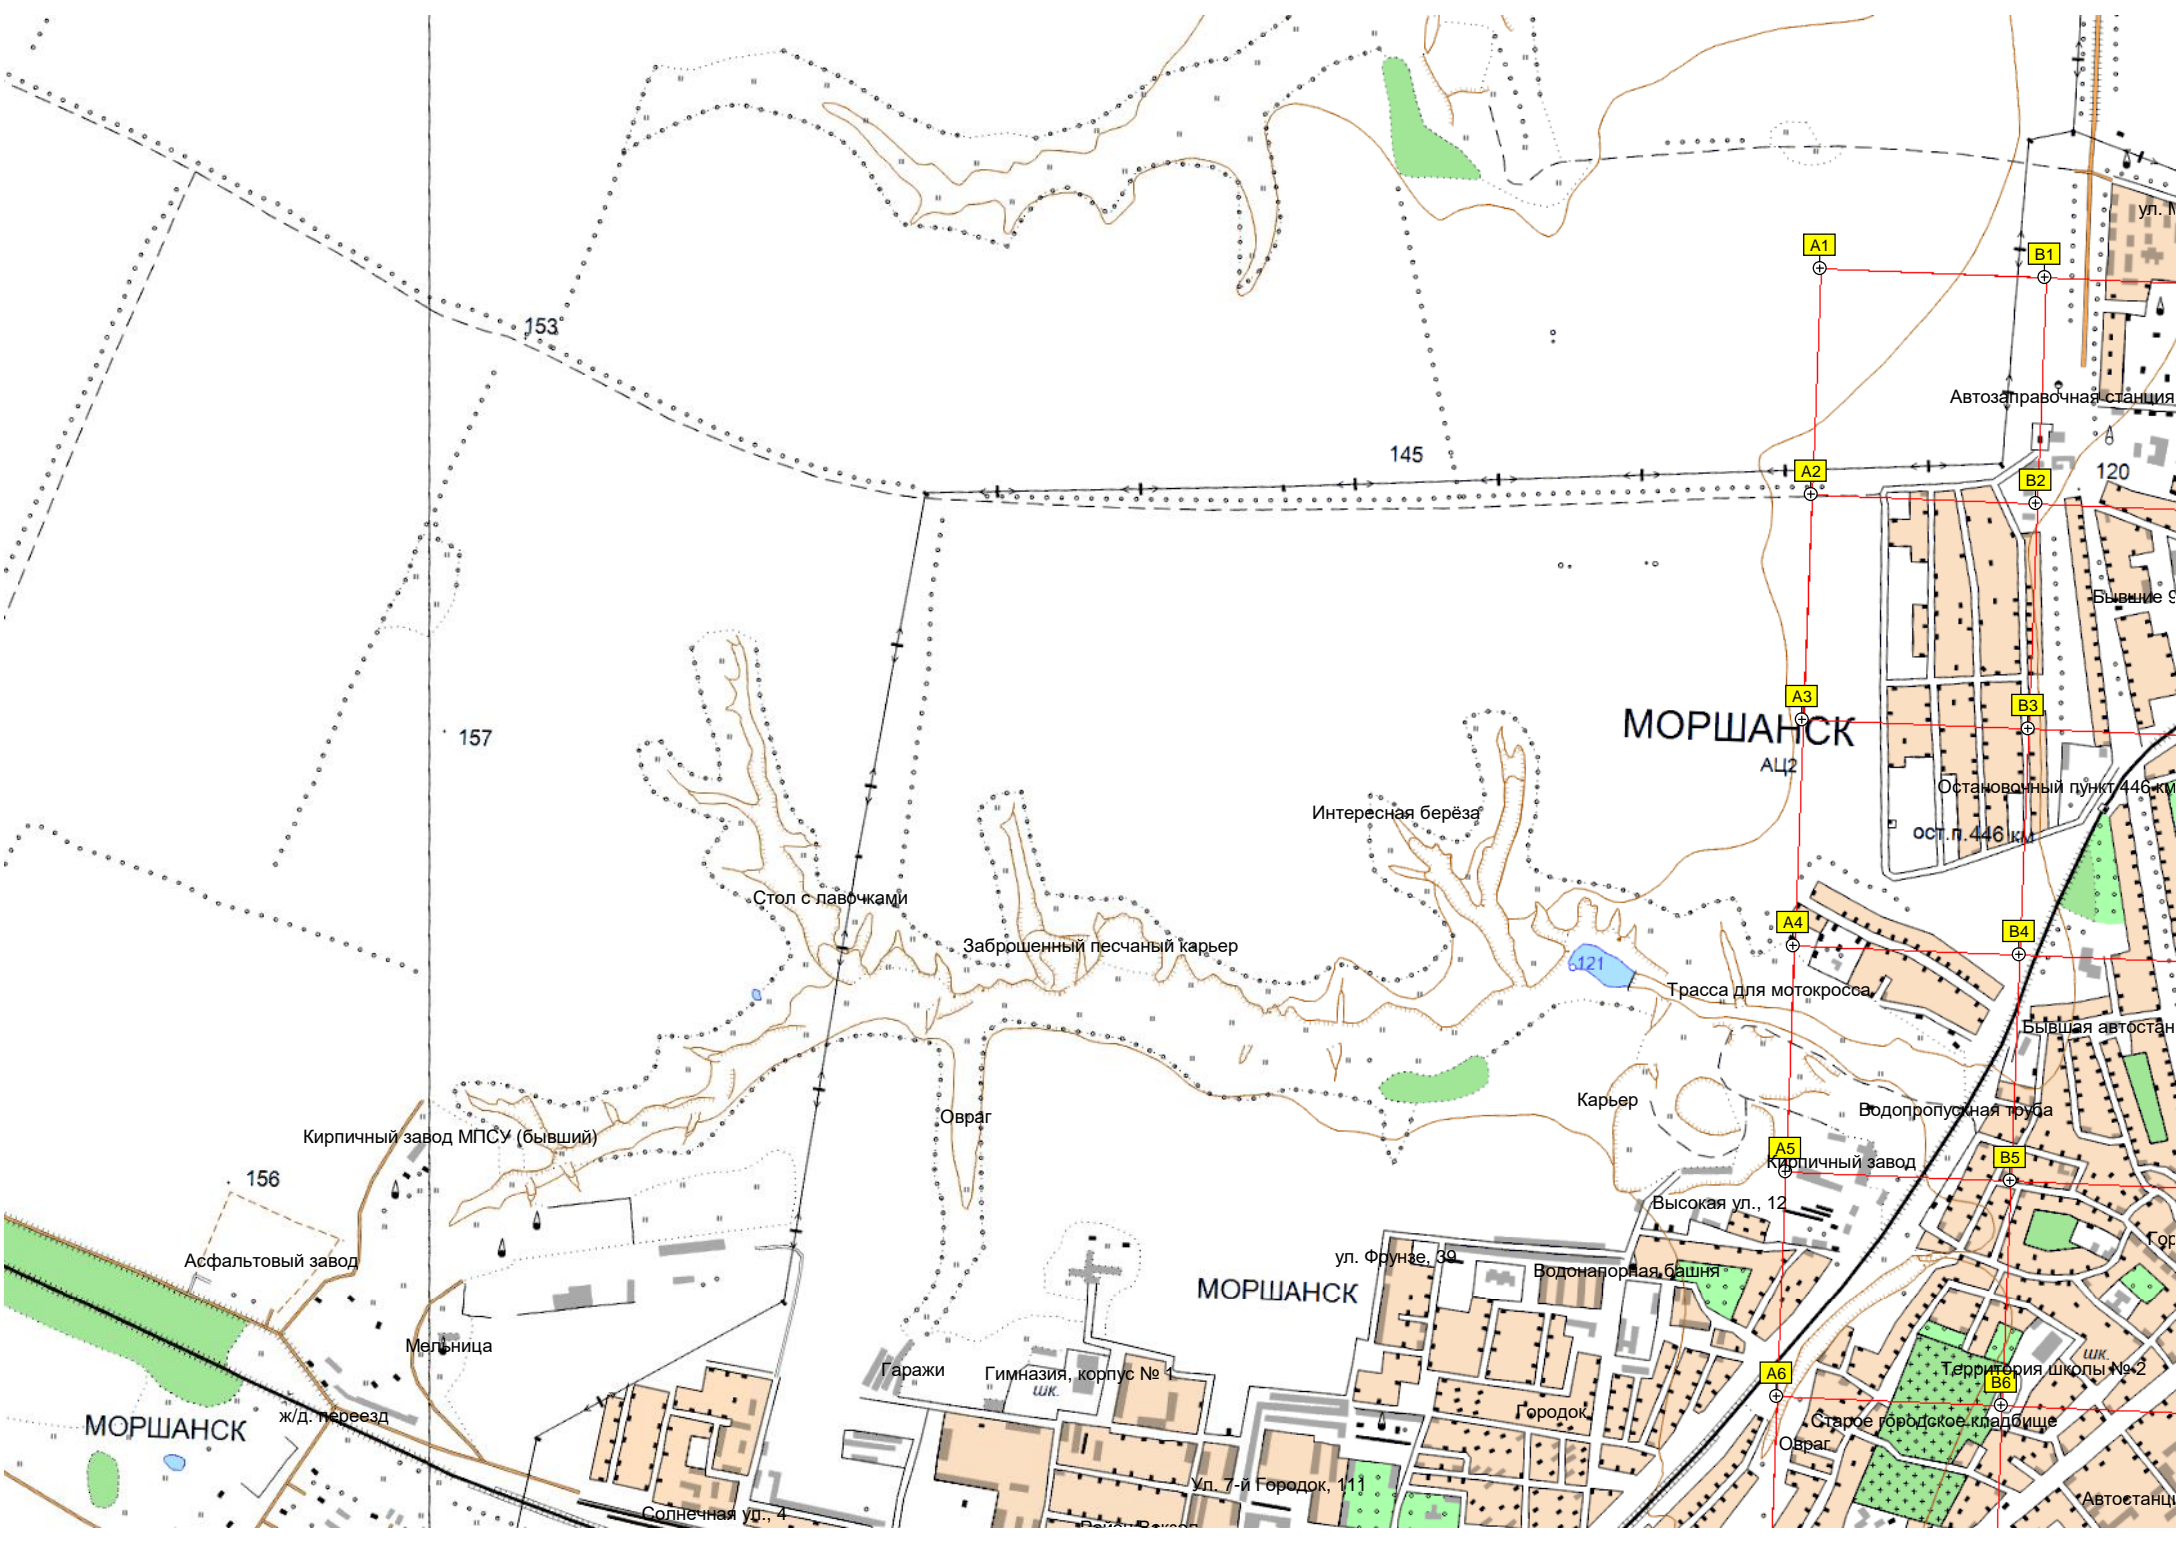 ул. М
A1
B1
153
Автозаправочная станция
145
A2
B2
120
Бывшие 9
A3
B3
МОРШАНСК
АЦ2
157
Остановочный пункт 446 км
Интересная берёза
ост.п.446 км
Стол с лавочками
A4
B4
Заброшенный песчаный карьер
121
Трасса для мотокросса
Бывшая автостан
Карьер
Водопропускная труба
Овраг
Кирпичный завод МПСУ (бывший)
A5
B5
Кирпичный завод
156
Высокая ул., 12
Гор
Асфальтовый завод
ул. Фрунзе, 39
Водонапорная башня
МОРШАНСК
Мельница
шк.
Гаражи
Гимназия, корпус № 1
Территория школы № 2
A6
B6
шк.
ж/д. переезд
Городок
Старое городское кладбище
МОРШАНСК
Овраг
Ул. 7-й Городок, 111
Автостанц
Солнечная ул., 4
Район Вокзал